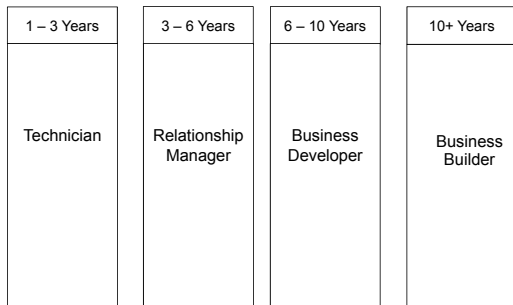 1 – 3 Years
3 – 6 Years
6 – 10 Years
10+ Years
Technician
Relationship
Manager
Business
Developer
Business
Builder